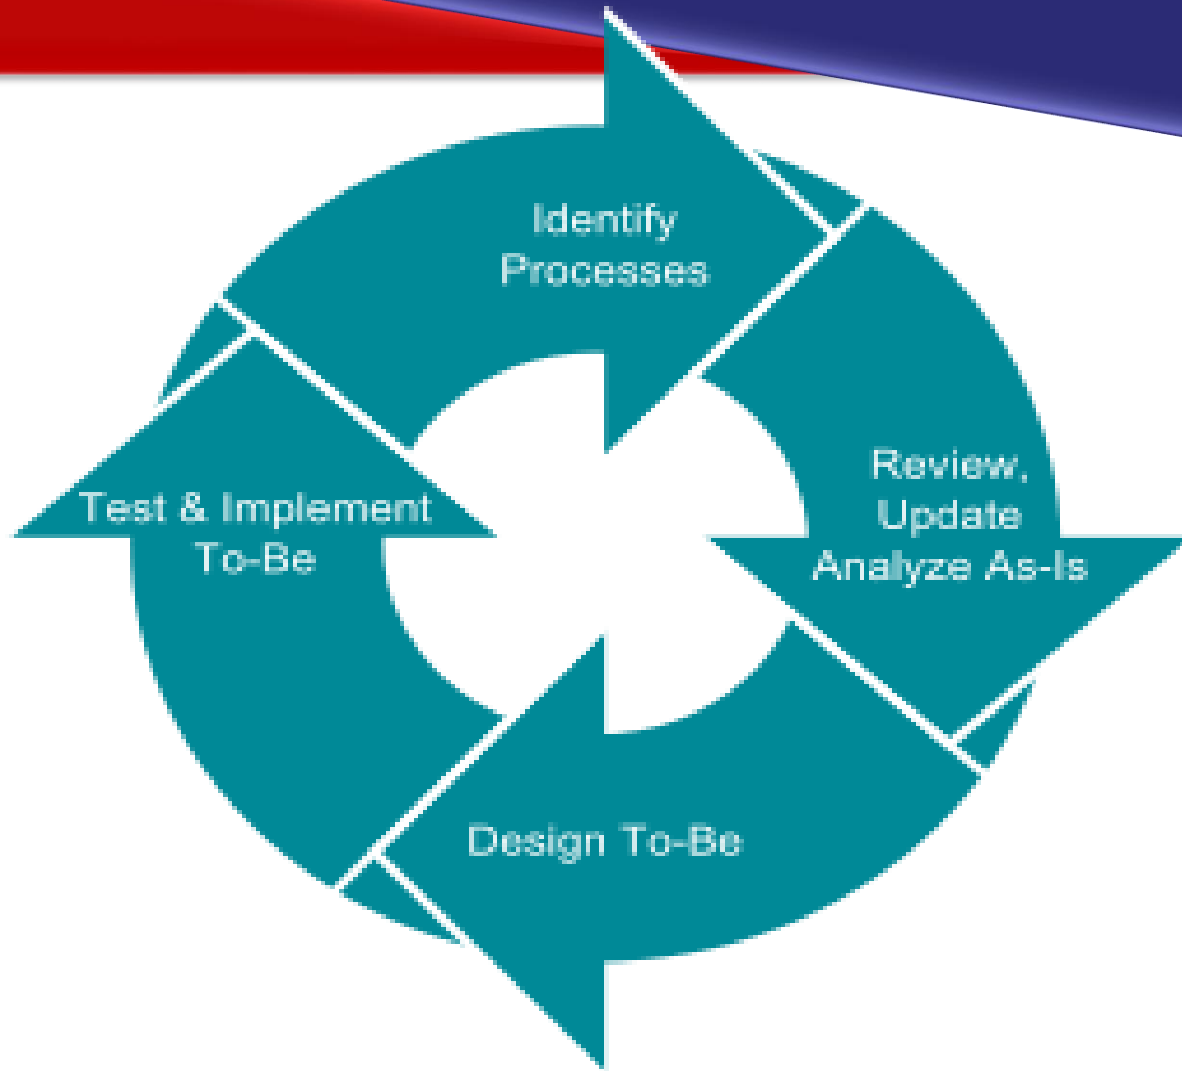 Identify
Processes
Review,
Update
Analyze As-Is
Design To-Be
Test & Implement
To-Be